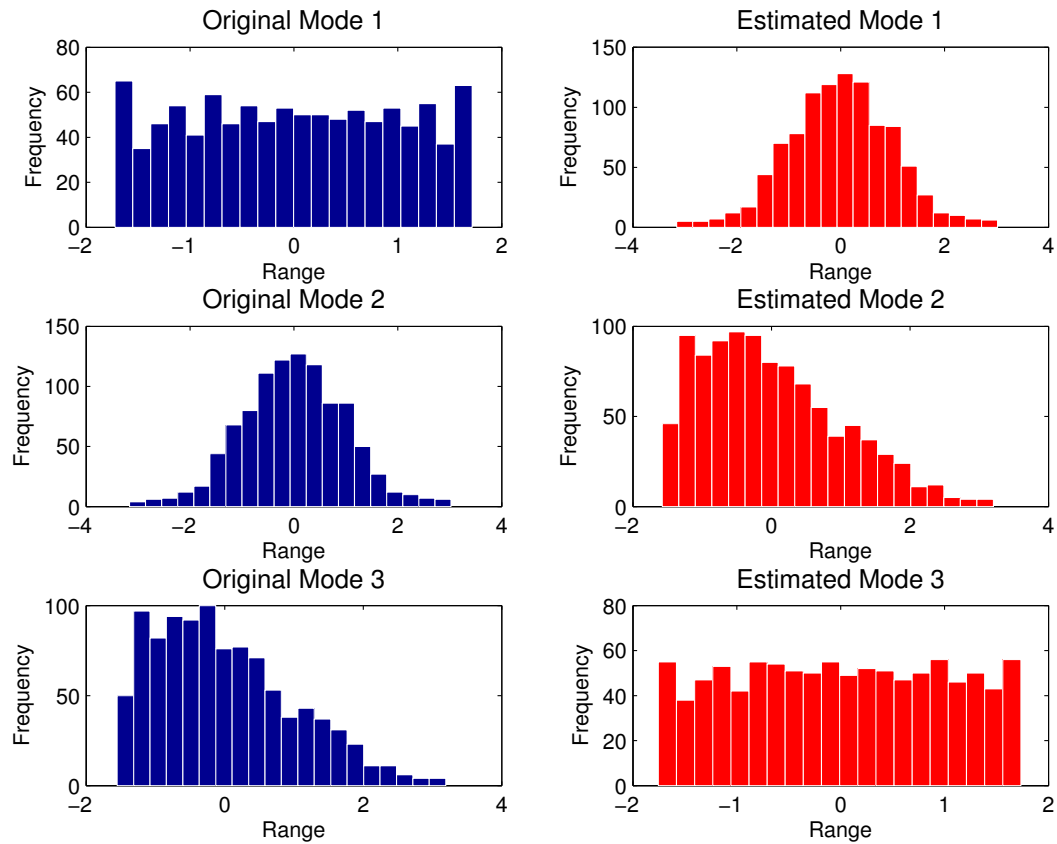 Original Mode 1
80
60
40
20
0
Frequency
−2 −1 0 1 2
Range
Estimated Mode 1
150
100
50
0
Frequency
−4 −2 0 2 4
Range
Original Mode 2
150
100
50
0
Frequency
−4 −2 0 2 4
Range
Estimated Mode 2
100
50
0
Frequency
−2 0 2 4
Range
Original Mode 3
100
50
0
Frequency
−2 0 2 4
Range
Estimated Mode 3
80
60
40
20
0
Frequency
−2 −1 0 1 2
Range